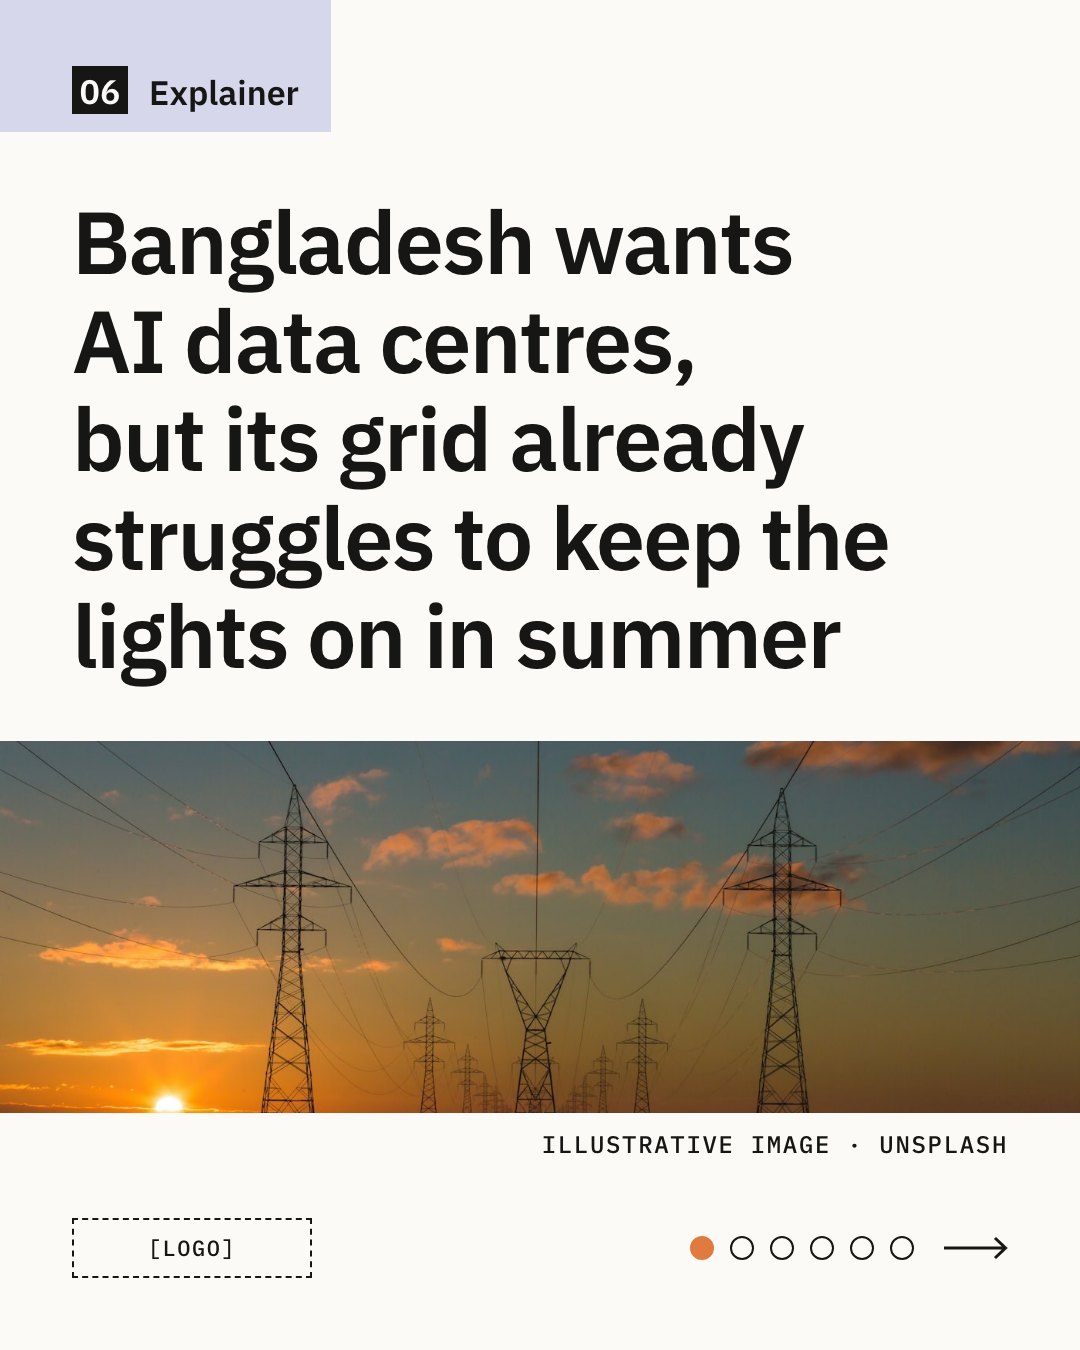 06 Explainer
Bangladesh wants
AI data centres,
but its grid already
struggles to keep the
lights on in summer
ILLUSTRATIVE IMAGE · UNSPLASH
[LOGO]